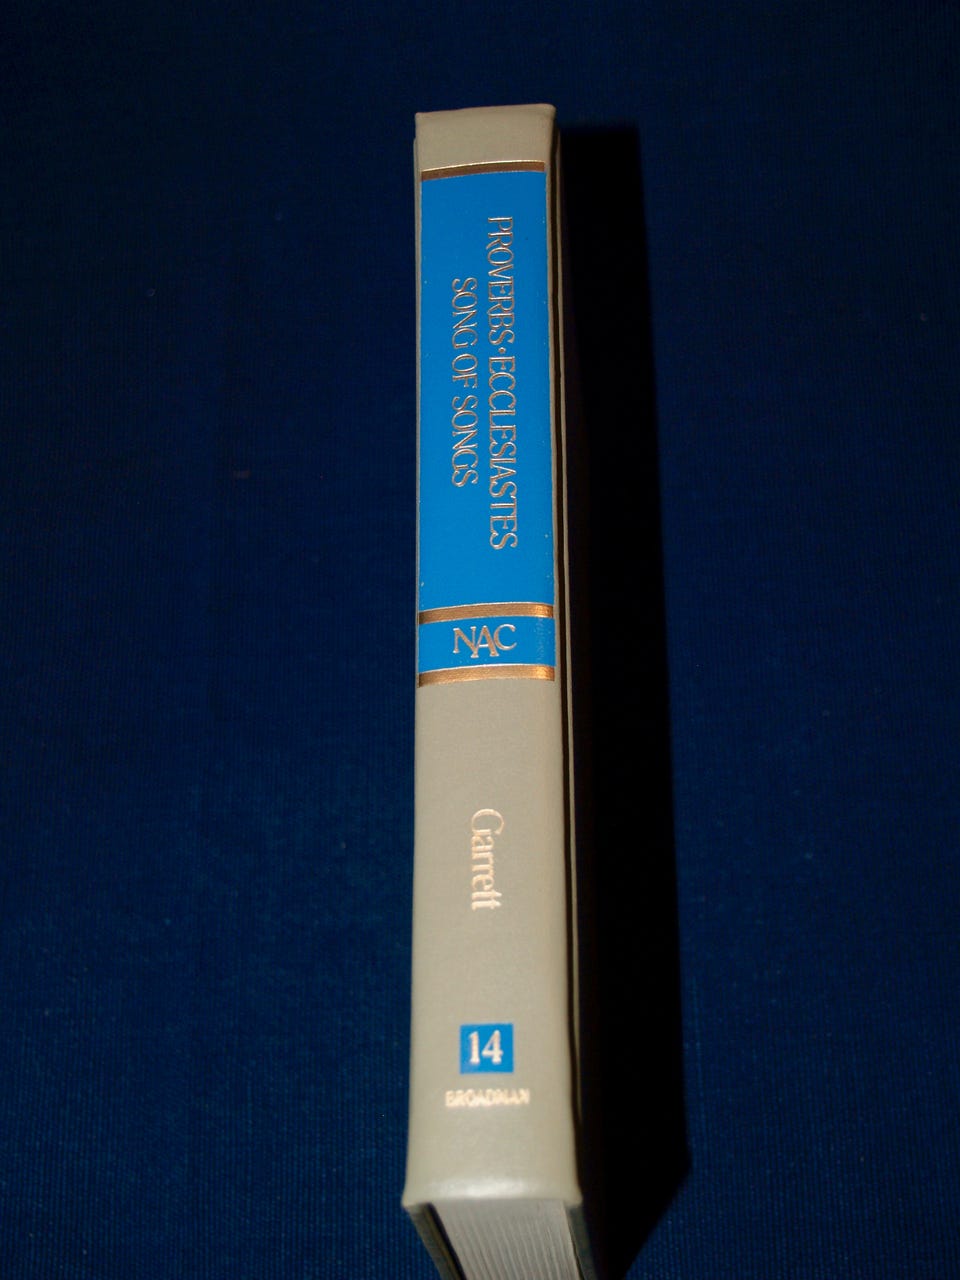 PROVERBS•ECCLESIASTES
SONG OF SONGS
NAC
Garrett
14
BROADMAN